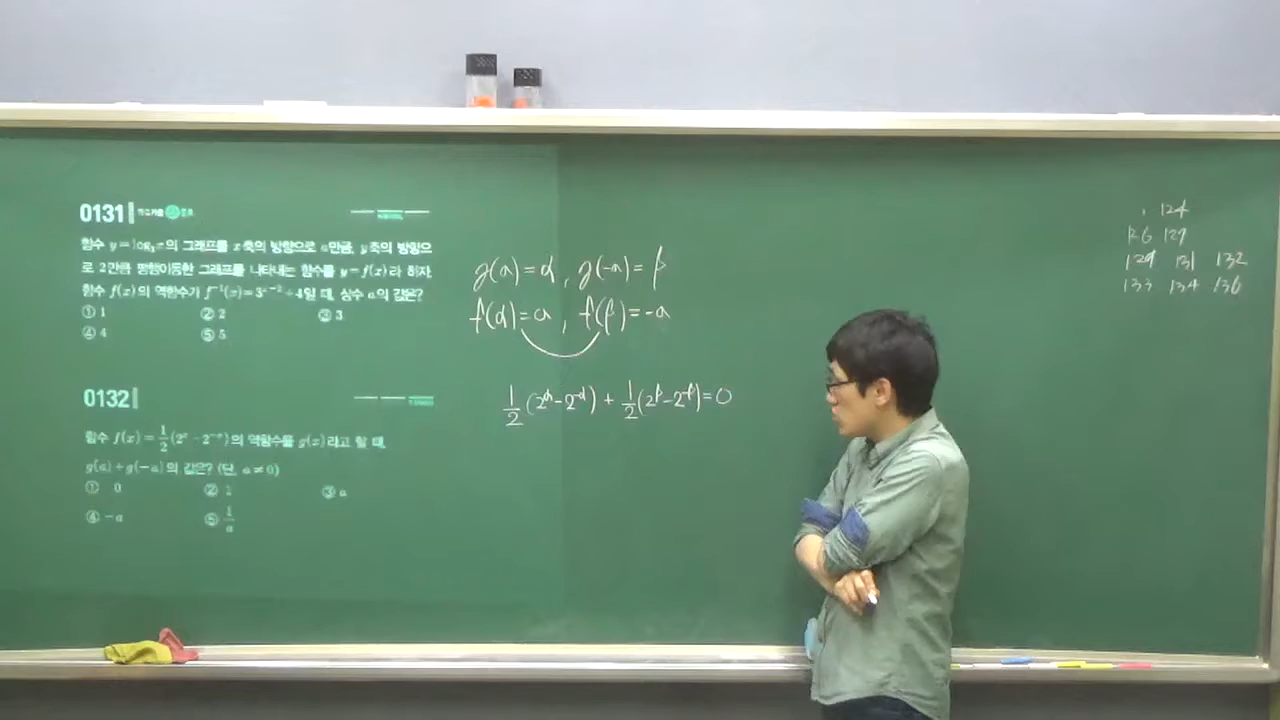 0131
함수 y=log₃x의 그래프를 x축의 방향으로 a만큼, y축의 방향으
로 2만큼 평행이동한 그래프를 나타내는 함수를 y=f(x)라 하자.
함수 f(x)의 역함수가 f⁻¹(x)=3ˣ⁻²+4일 때, 상수 a의 값은?
① 1 ② 2 ③ 3
④ 4 ⑤ 5
0132
함수 f(x)=1/2(2ˣ-2⁻ˣ)의 역함수를 g(x)라고 할 때,
g(a)+g(-a)의 값은? (단, a≠0)
① 0 ② 1 ③ a
④ -a ⑤ 1/a
g(a)=α, g(-a)=β
f(α)=a, f(β)=-a
1/2(2^α-2^-α)+1/2(2^β-2^-β)=0
124
129
129 131 132
133 134 136